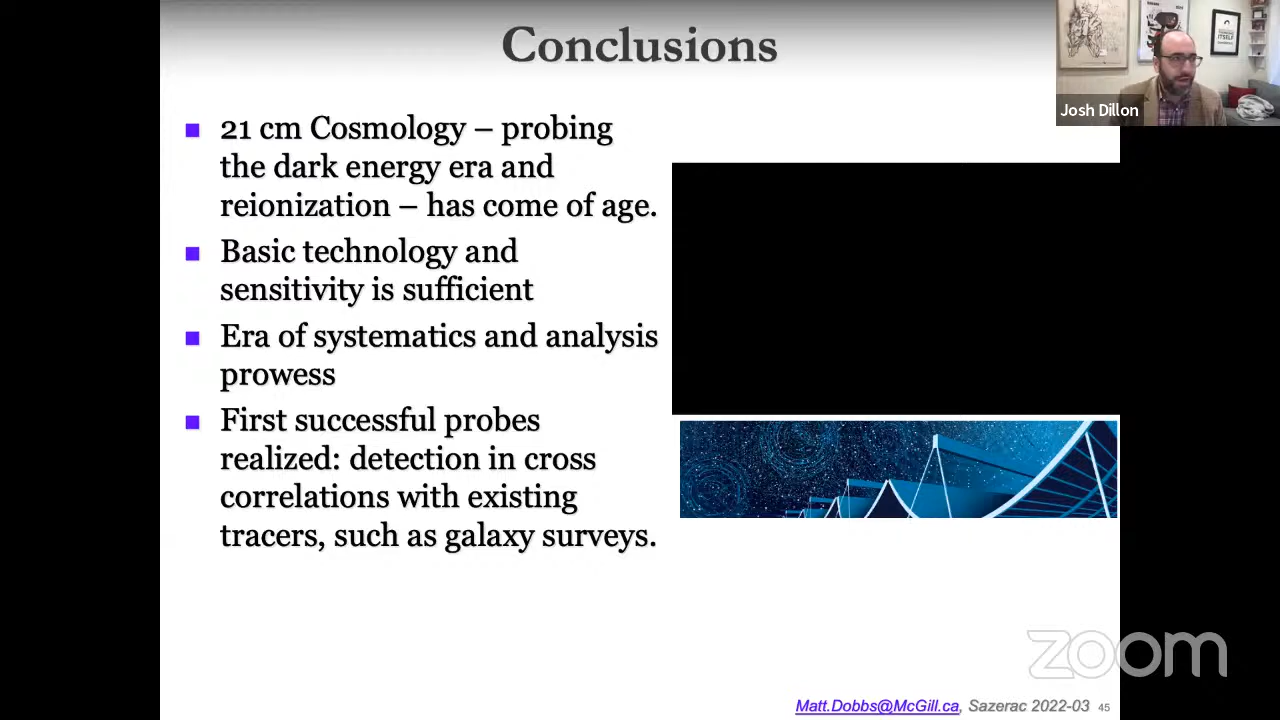 Conclusions
Josh Dillon
21 cm Cosmology – probing
the dark energy era and
reionization – has come of age.
Basic technology and
sensitivity is sufficient
Era of systematics and analysis
prowess
First successful probes
realized: detection in cross
correlations with existing
tracers, such as galaxy surveys.
zoom
Matt.Dobbs@McGill.ca, Sazerac 2022-03 45